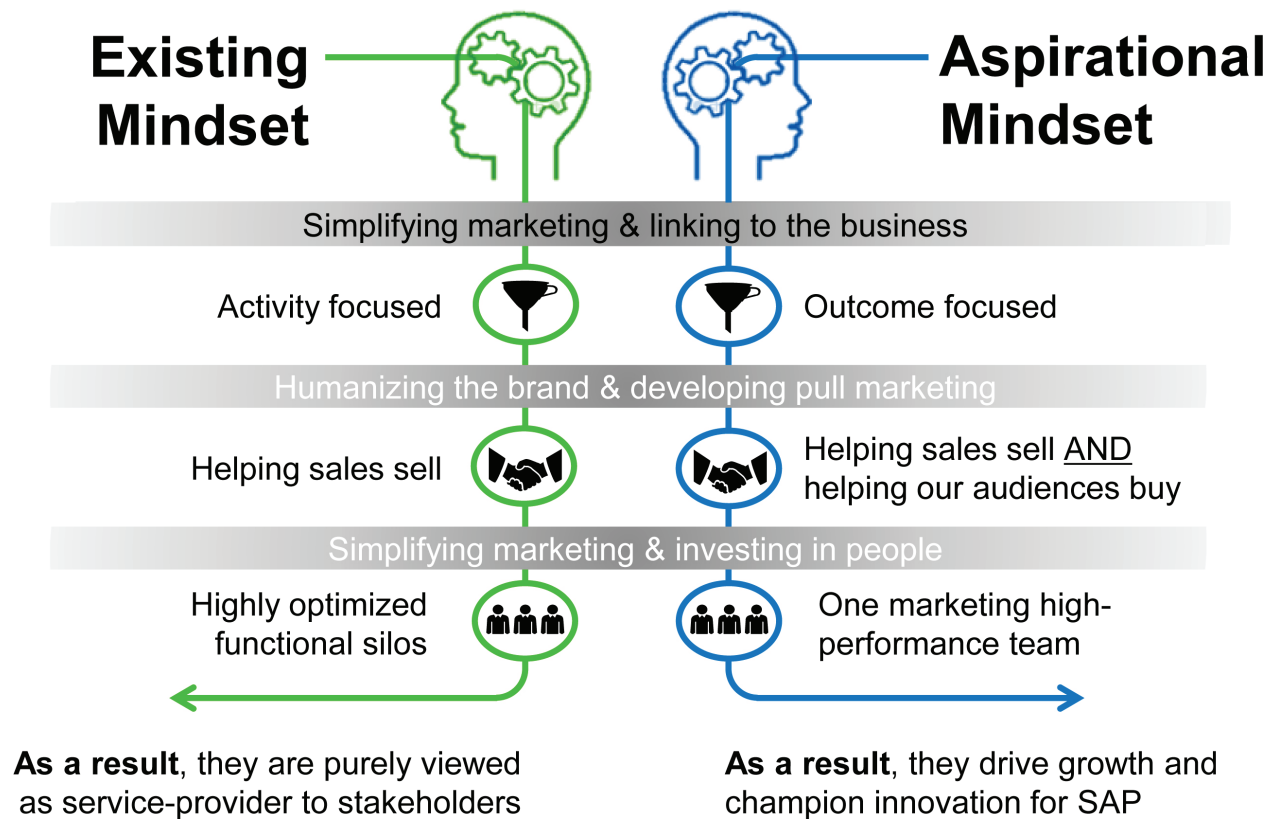 Existing
Mindset
Aspirational
Mindset
Simplifying marketing & linking to the business
Activity focused
Outcome focused
Humanizing the brand & developing pull marketing
Helping sales sell
Helping sales sell AND
helping our audiences buy
Simplifying marketing & investing in people
Highly optimized
functional silos
One marketing high-
performance team
As a result, they are purely viewed
as service-provider to stakeholders
As a result, they drive growth and
champion innovation for SAP